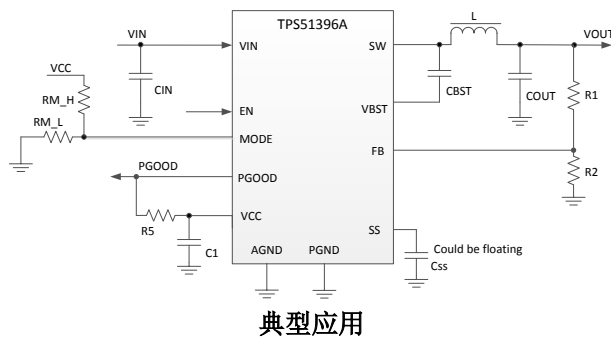 TPS51396A
VIN
VIN
SW
L
VOUT
VCC
CIN
CBST
COUT
R1
RM_H
EN
VBST
RM_L
MODE
FB
PGOOD
PGOOD
R2
VCC
SS
R5
C1
AGND
PGND
Could be floating
Css
典型应用